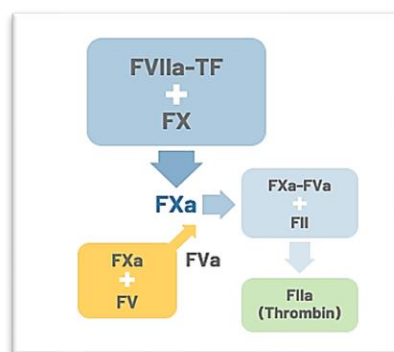 FVIIa-TF
+
FX
FXa
FXa-FVa
+
FII
FXa
+
FV
FVa
FIIa
(Thrombin)